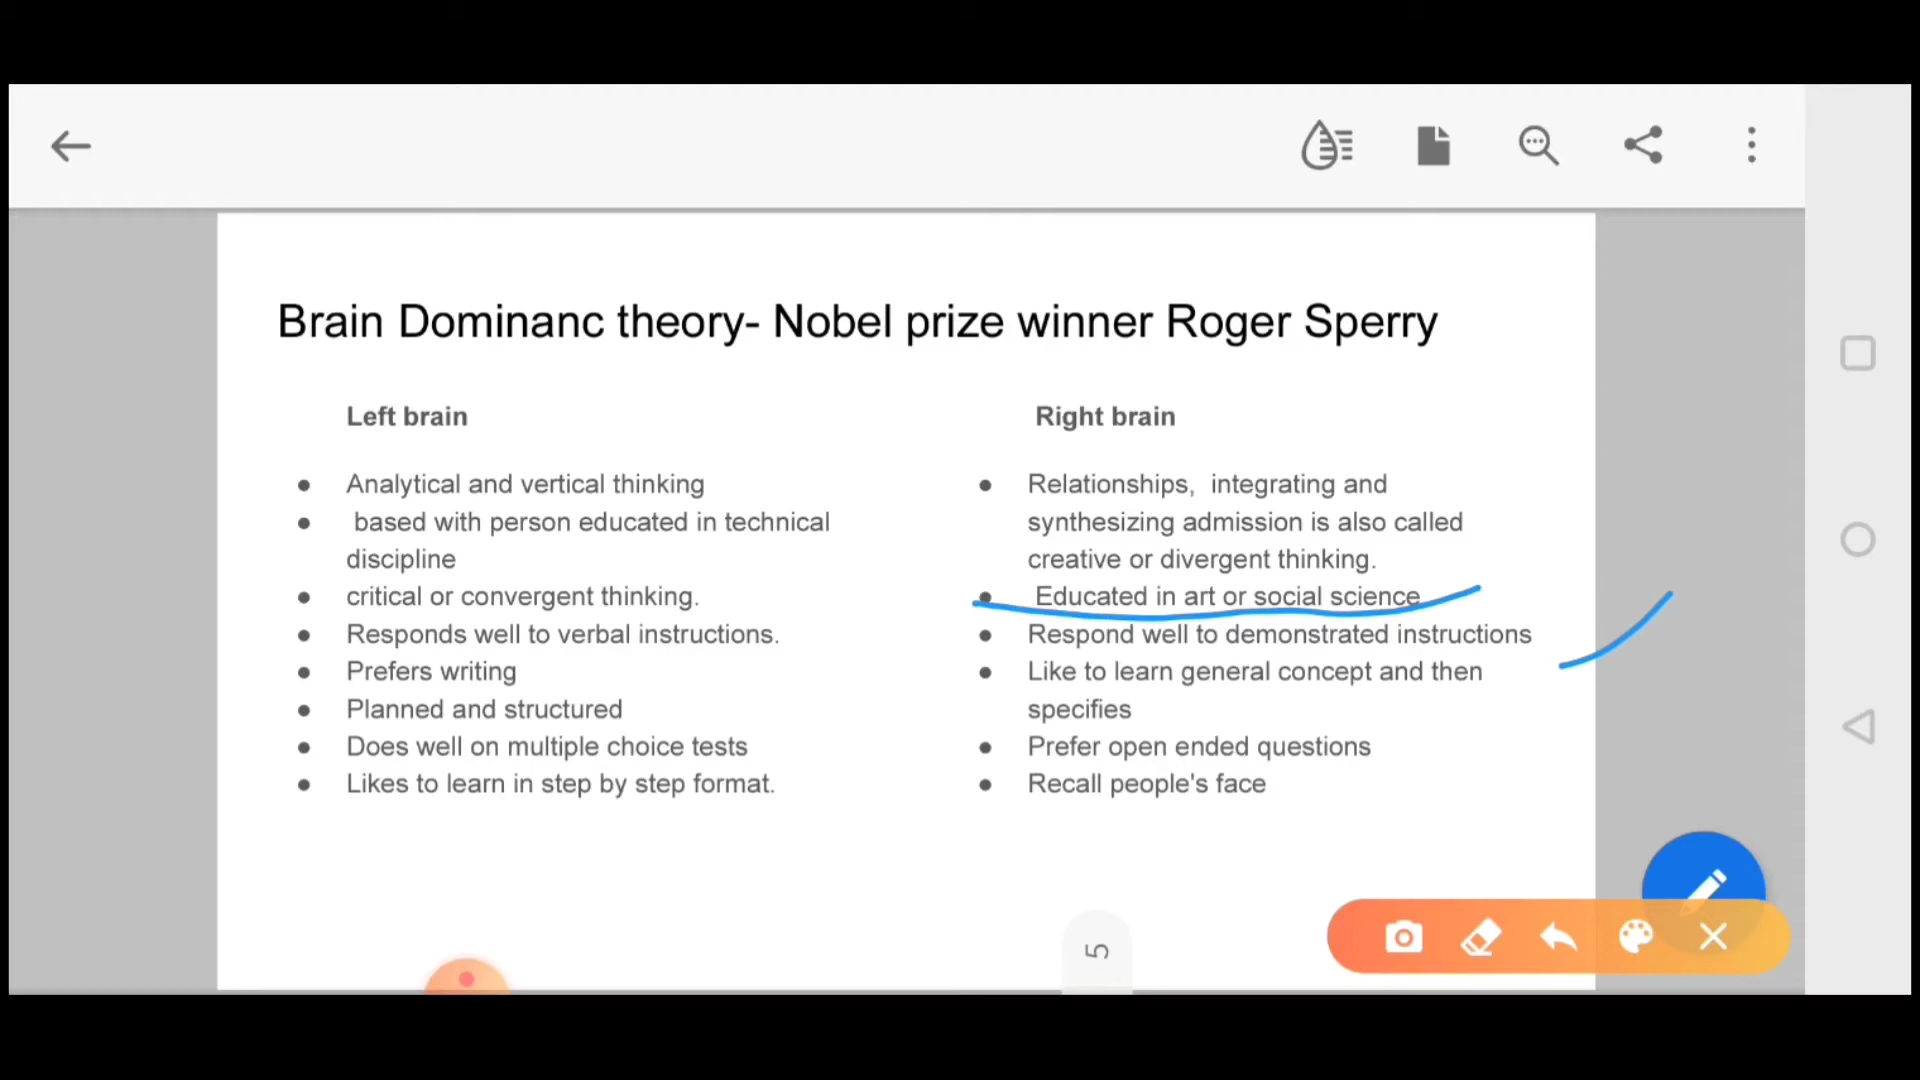 Brain Dominanc theory- Nobel prize winner Roger Sperry
Left brain
● Analytical and vertical thinking
● based with person educated in technical
discipline
● critical or convergent thinking.
● Responds well to verbal instructions.
● Prefers writing
● Planned and structured
● Does well on multiple choice tests
● Likes to learn in step by step format.
Right brain
● Relationships, integrating and
synthesizing admission is also called
creative or divergent thinking.
● Educated in art or social science
● Respond well to demonstrated instructions
● Like to learn general concept and then
specifies
● Prefer open ended questions
● Recall people's face
5